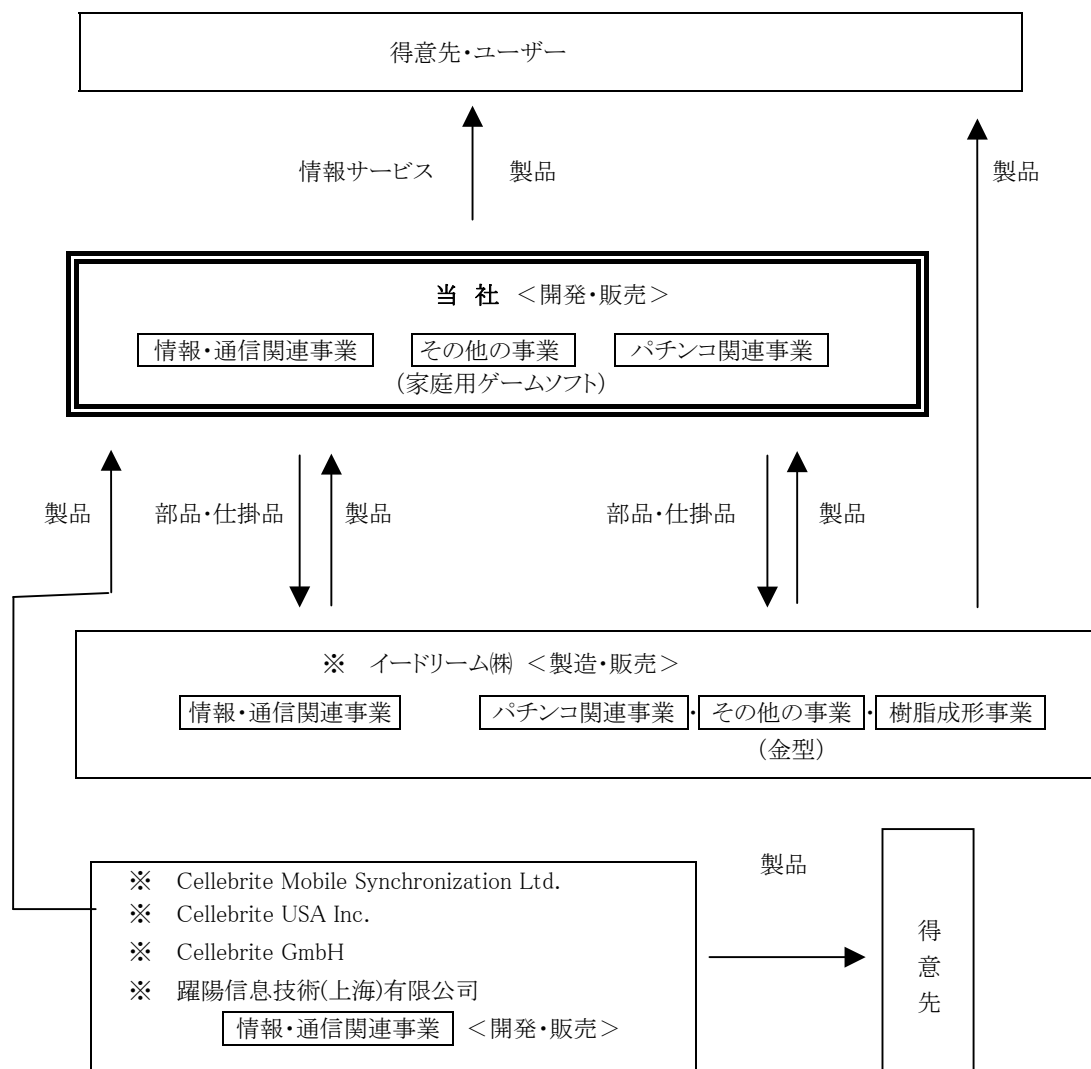 得意先・ユーザー
情報サービス 製品 製品
当 社 ＜開発・販売＞
情報・通信関連事業 その他の事業 パチンコ関連事業
(家庭用ゲームソフト)
製品 部品・仕掛品 製品 部品・仕掛品 製品
※ イードリーム㈱ ＜製造・販売＞
情報・通信関連事業 パチンコ関連事業・その他の事業・樹脂成形事業
(金型)
製品
※ Cellebrite Mobile Synchronization Ltd.
※ Cellebrite USA Inc.
※ Cellebrite GmbH
※ 躍陽信息技術(上海)有限公司
情報・通信関連事業 ＜開発・販売＞
得
意
先